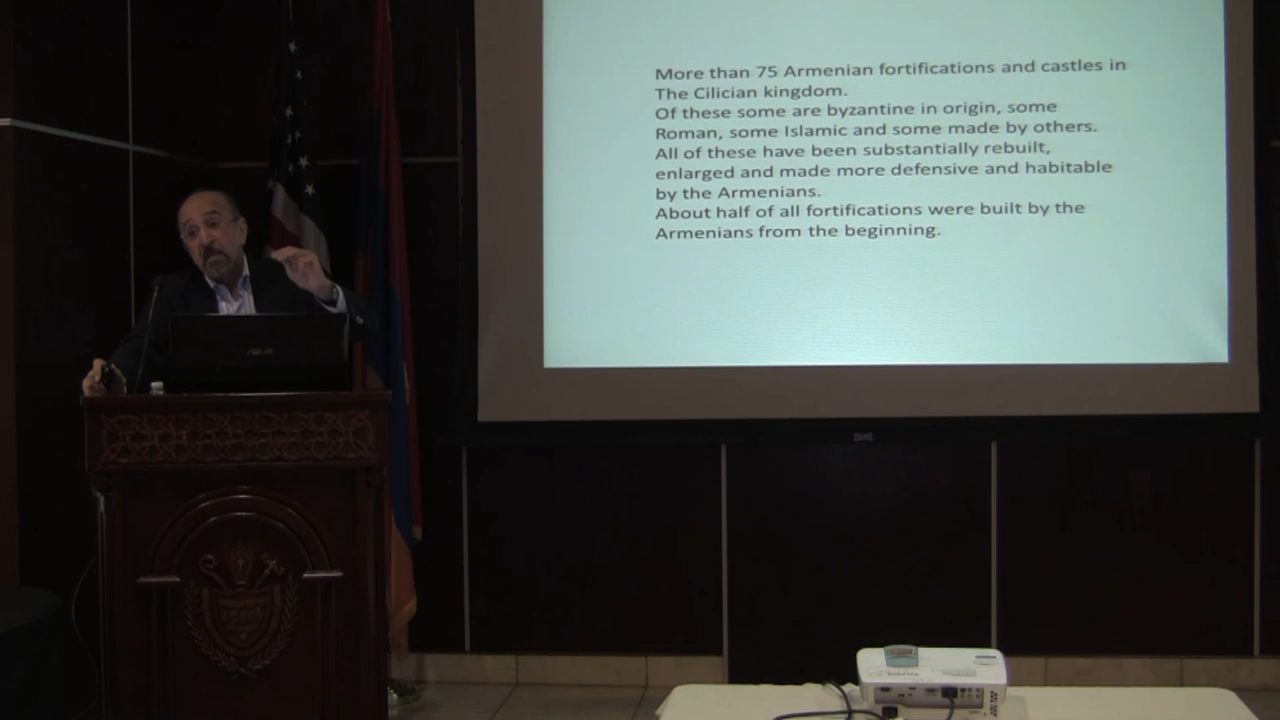 More than 75 Armenian fortifications and castles in
The Cilician kingdom.
Of these some are byzantine in origin, some
Roman, some Islamic and some made by others.
All of these have been substantially rebuilt,
enlarged and made more defensive and habitable
by the Armenians.
About half of all fortifications were built by the
Armenians from the beginning.
ASUS